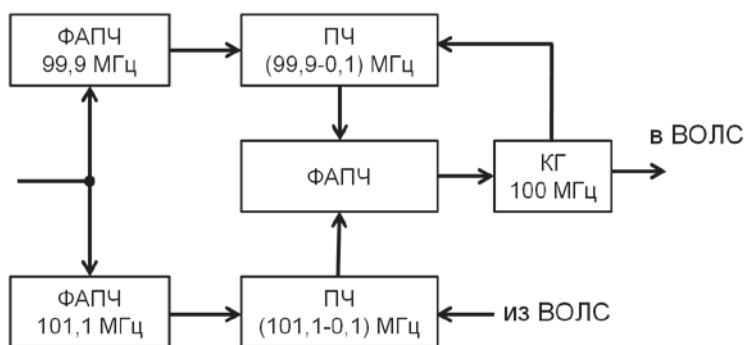 ФАПЧ
99,9 МГц
ПЧ
(99,9-0,1) МГц
ФАПЧ
КГ
100 МГц
в ВОЛС
ФАПЧ
101,1 МГц
ПЧ
(101,1-0,1) МГц
из ВОЛС